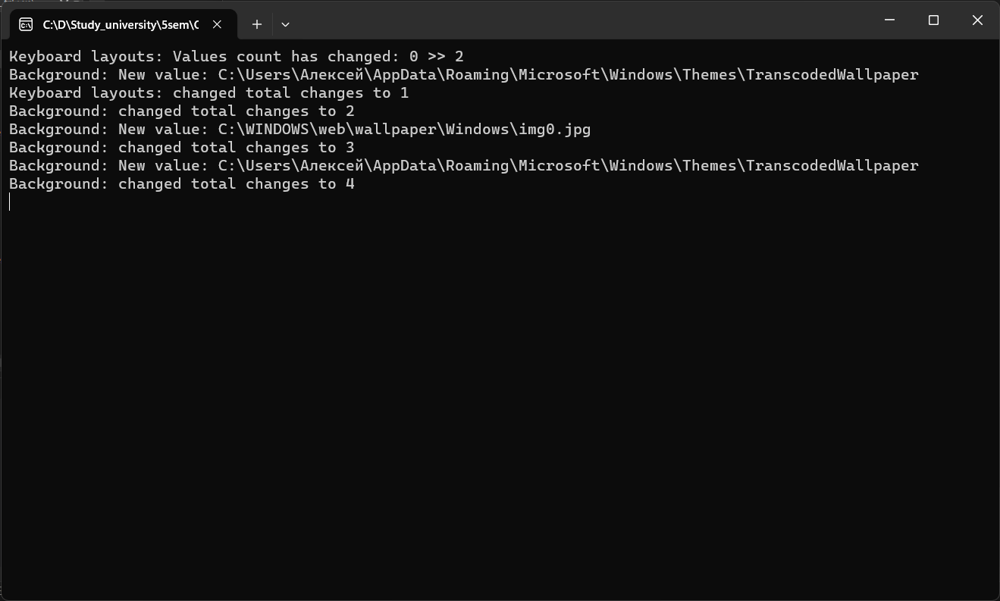 C:\D\Study_university\5sem\
Keyboard layouts: Values count has changed: 0 >> 2
Background: New value: C:\Users\Алексей\AppData\Roaming\Microsoft\Windows\Themes\TranscodedWallpaper
Keyboard layouts: changed total changes to 1
Background: changed total changes to 2
Background: New value: C:\WINDOWS\web\wallpaper\Windows\img0.jpg
Background: changed total changes to 3
Background: New value: C:\Users\Алексей\AppData\Roaming\Microsoft\Windows\Themes\TranscodedWallpaper
Background: changed total changes to 4